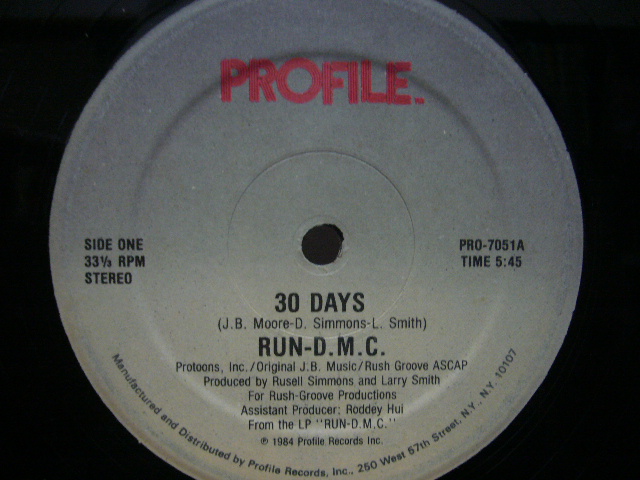 PROFILE.
SIDE ONE
33⅓ RPM
STEREO
PRO-7051A
TIME 5:45
30 DAYS
(J.B. Moore-D. Simmons-L. Smith)
RUN-D.M.C.
Protoons, Inc./Original J.B. Music/Rush Groove ASCAP
Produced by Rusell Simmons and Larry Smith
For Rush-Groove Productions
Assistant Producer: Roddey Hui
From the LP "RUN-D.M.C."
℗ 1984 Profile Records Inc.
Manufactured and Distributed by Profile Records, Inc., 250 West 57th Street, N.Y., N.Y. 10107